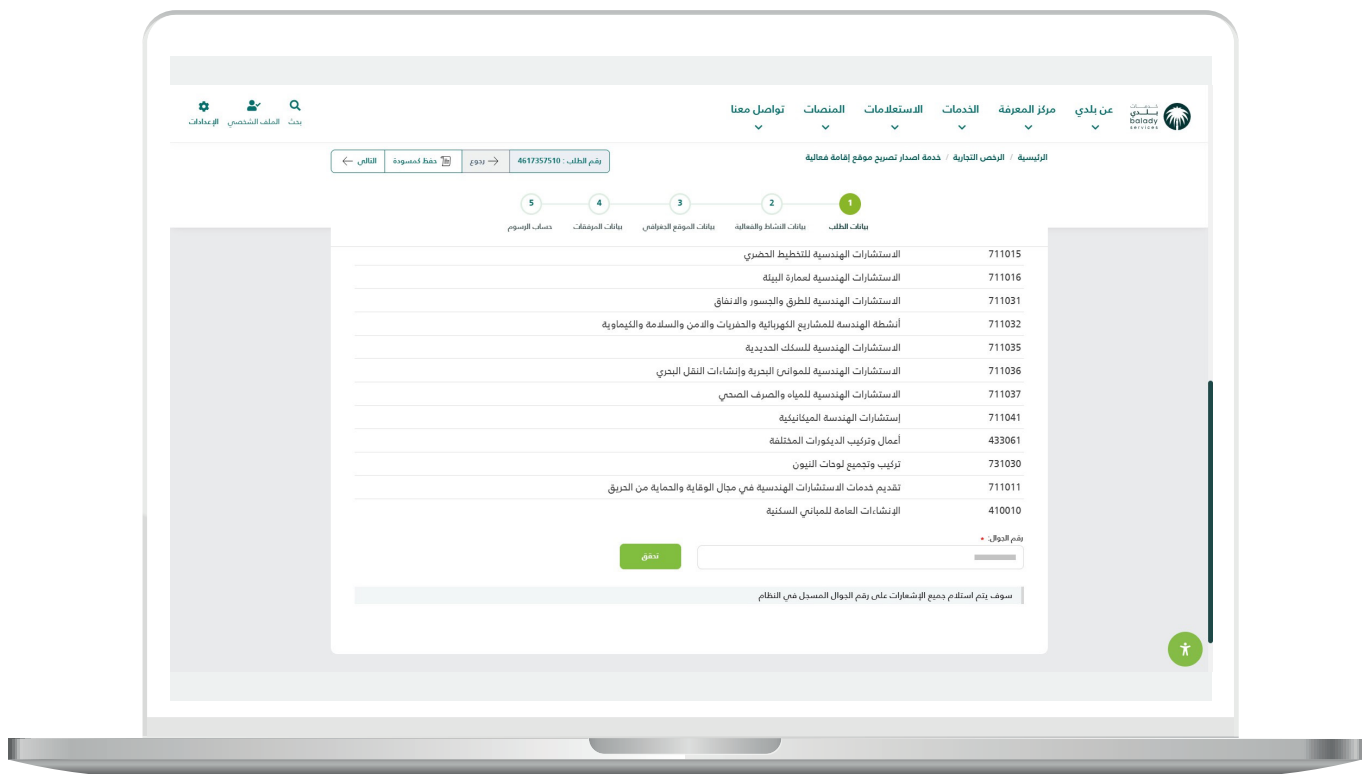 خدمات
بلدي
balady
services
عن بلدي
مركز المعرفة
الخدمات
الاستعلامات
المنصات
تواصل معنا
بحث
الملف الشخصي
الإعدادات
الرئيسية / الرخص التجارية / خدمة اصدار تصريح موقع إقامة فعالية
رقم الطلب : 4617357510
رجوع
حفظ كمسودة
التالي
1 بيانات الطلب
2 بيانات النشاط والفعالية
3 بيانات الموقع الجغرافي
4 بيانات المرفقات
5 حساب الرسوم
711015 الاستشارات الهندسية للتخطيط الحضري
711016 الاستشارات الهندسية لعمارة البيئة
711031 الاستشارات الهندسية للطرق والجسور والانفاق
711032 أنشطة الهندسة للمشاريع الكهربائية والحفريات والامن والسلامة والكيماوية
711035 الاستشارات الهندسية للسكك الحديدية
711036 الاستشارات الهندسية للموانئ البحرية وإنشاءات النقل البحري
711037 الاستشارات الهندسية للمياه والصرف الصحي
711041 إستشارات الهندسة الميكانيكية
433061 أعمال وتركيب الديكورات المختلفة
731030 تركيب وتجميع لوحات النيون
711011 تقديم خدمات الاستشارات الهندسية في مجال الوقاية والحماية من الحريق
410010 الإنشاءات العامة للمباني السكنية
رقم الجوال: •
تحقق
سوف يتم استلام جميع الإشعارات على رقم الجوال المسجل في النظام